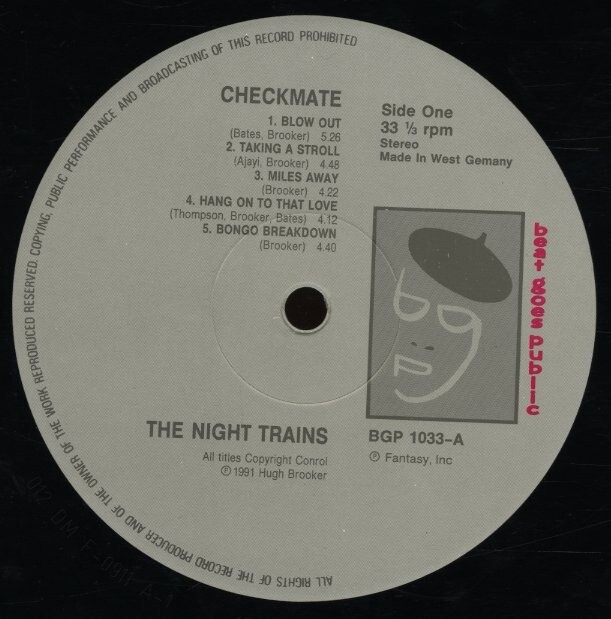 ALL RIGHTS OF THE RECORD PRODUCER AND OF THE OWNER OF THE WORK REPRODUCED RESERVED. COPYING, PUBLIC PERFORMANCE AND BROADCASTING OF THIS RECORD PROHIBITED
CHECKMATE
1. BLOW OUT
(Bates, Brooker) 5.26
2. TAKING A STROLL
(Ajayi, Brooker) 4.48
3. MILES AWAY
(Brooker) 4.22
4. HANG ON TO THAT LOVE
(Thompson, Brooker, Bates) 4.12
5. BONGO BREAKDOWN
(Brooker) 4.40
Side One
33 ⅓ rpm
Stereo
Made In West Gemany
bgp
beat goes public
THE NIGHT TRAINS
All titles Copyright Conrol
Ⓟ1991 Hugh Brooker
BGP 1033-A
Ⓟ Fantasy, Inc